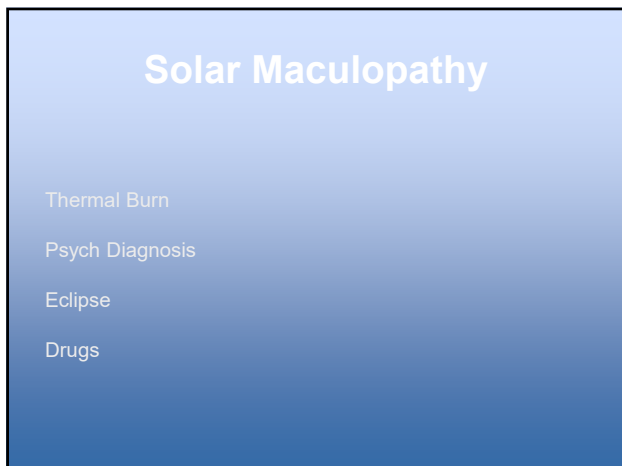 Solar Maculopathy
Thermal Burn
Psych Diagnosis
Eclipse
Drugs